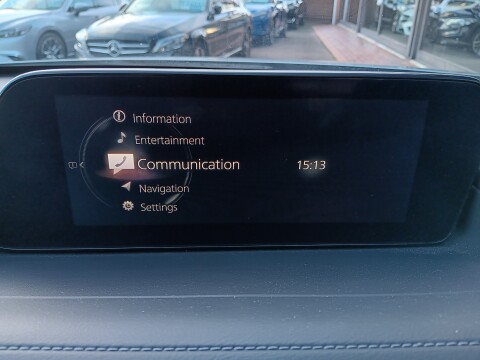 Information
Entertainment
Communication 15:13
Navigation
Settings